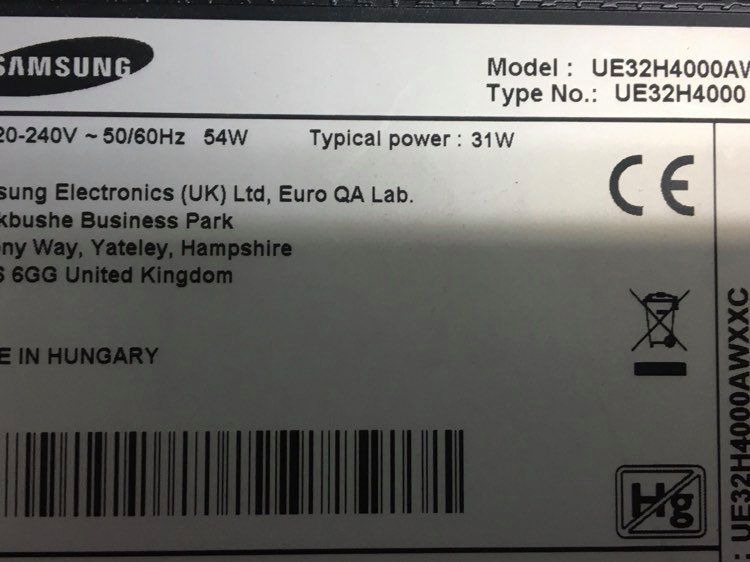 SAMSUNG
Model : UE32H4000AW
Type No.: UE32H4000
20-240V ~ 50/60Hz 54W Typical power : 31W
sung Electronics (UK) Ltd, Euro QA Lab.
kbushe Business Park
ny Way, Yateley, Hampshire
6GG United Kingdom
E IN HUNGARY
CE
Hg
: UE32H4000AWXXC